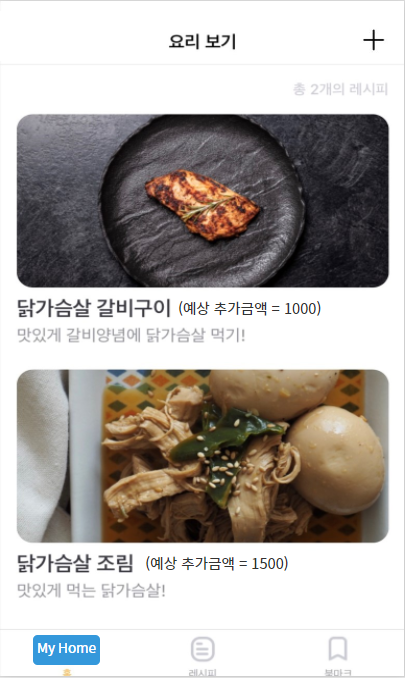 요리 보기
총 2개의 레시피
닭가슴살 갈비구이 (예상 추가금액 = 1000)
맛있게 갈비양념에 닭가슴살 먹기!
닭가슴살 조림 (예상 추가금액 = 1500)
맛있게 먹는 닭가슴살!
My Home
홈 레시피 북마크